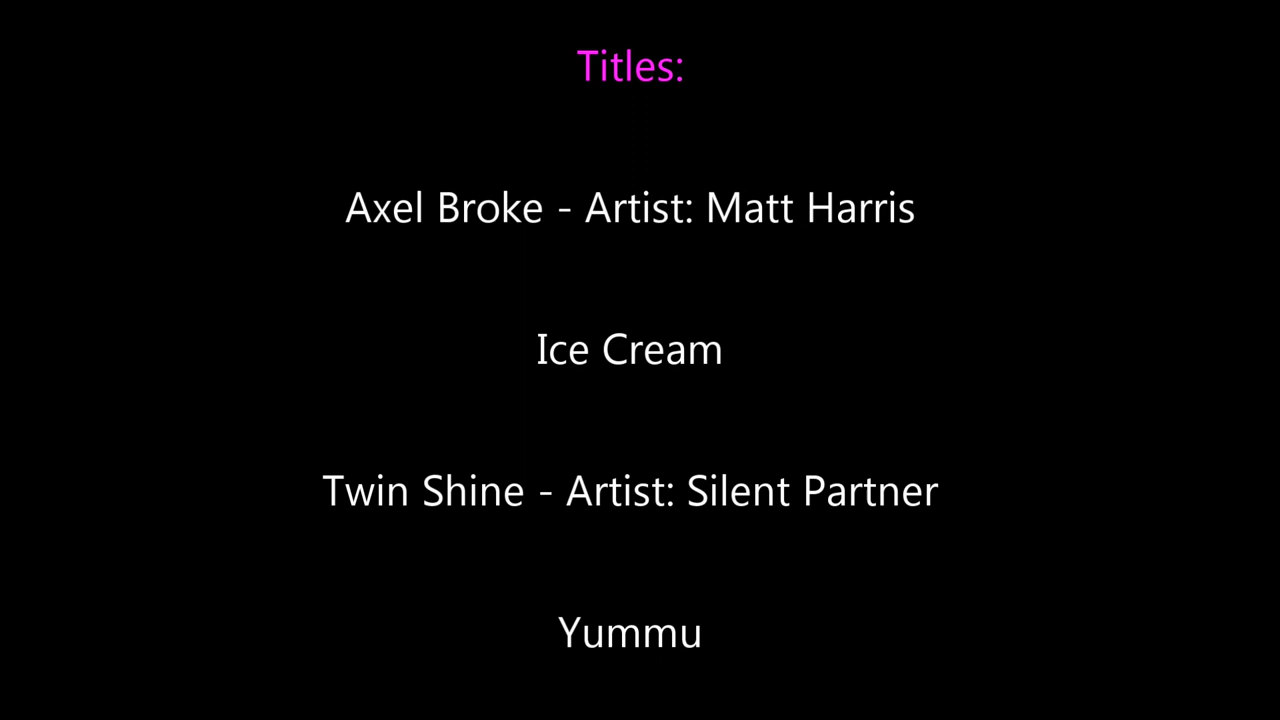 Titles:
Axel Broke - Artist: Matt Harris
Ice Cream
Twin Shine - Artist: Silent Partner
Yummu